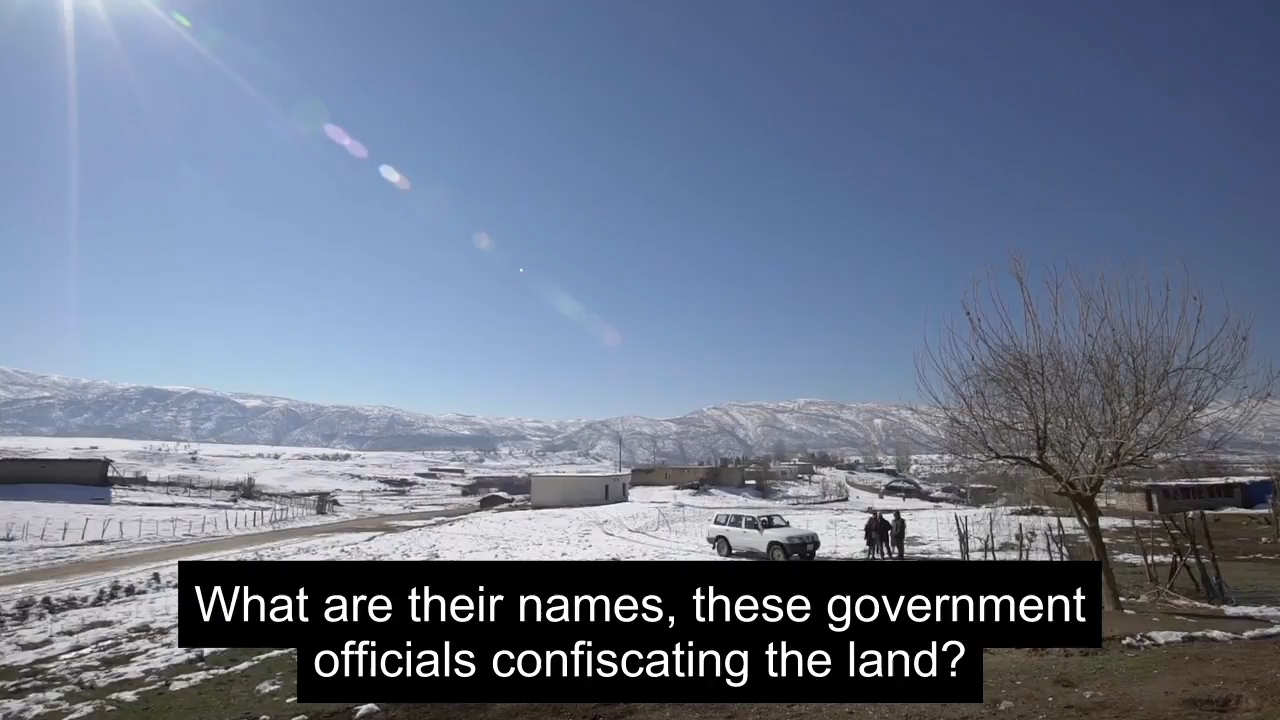 What are their names, these government
officials confiscating the land?